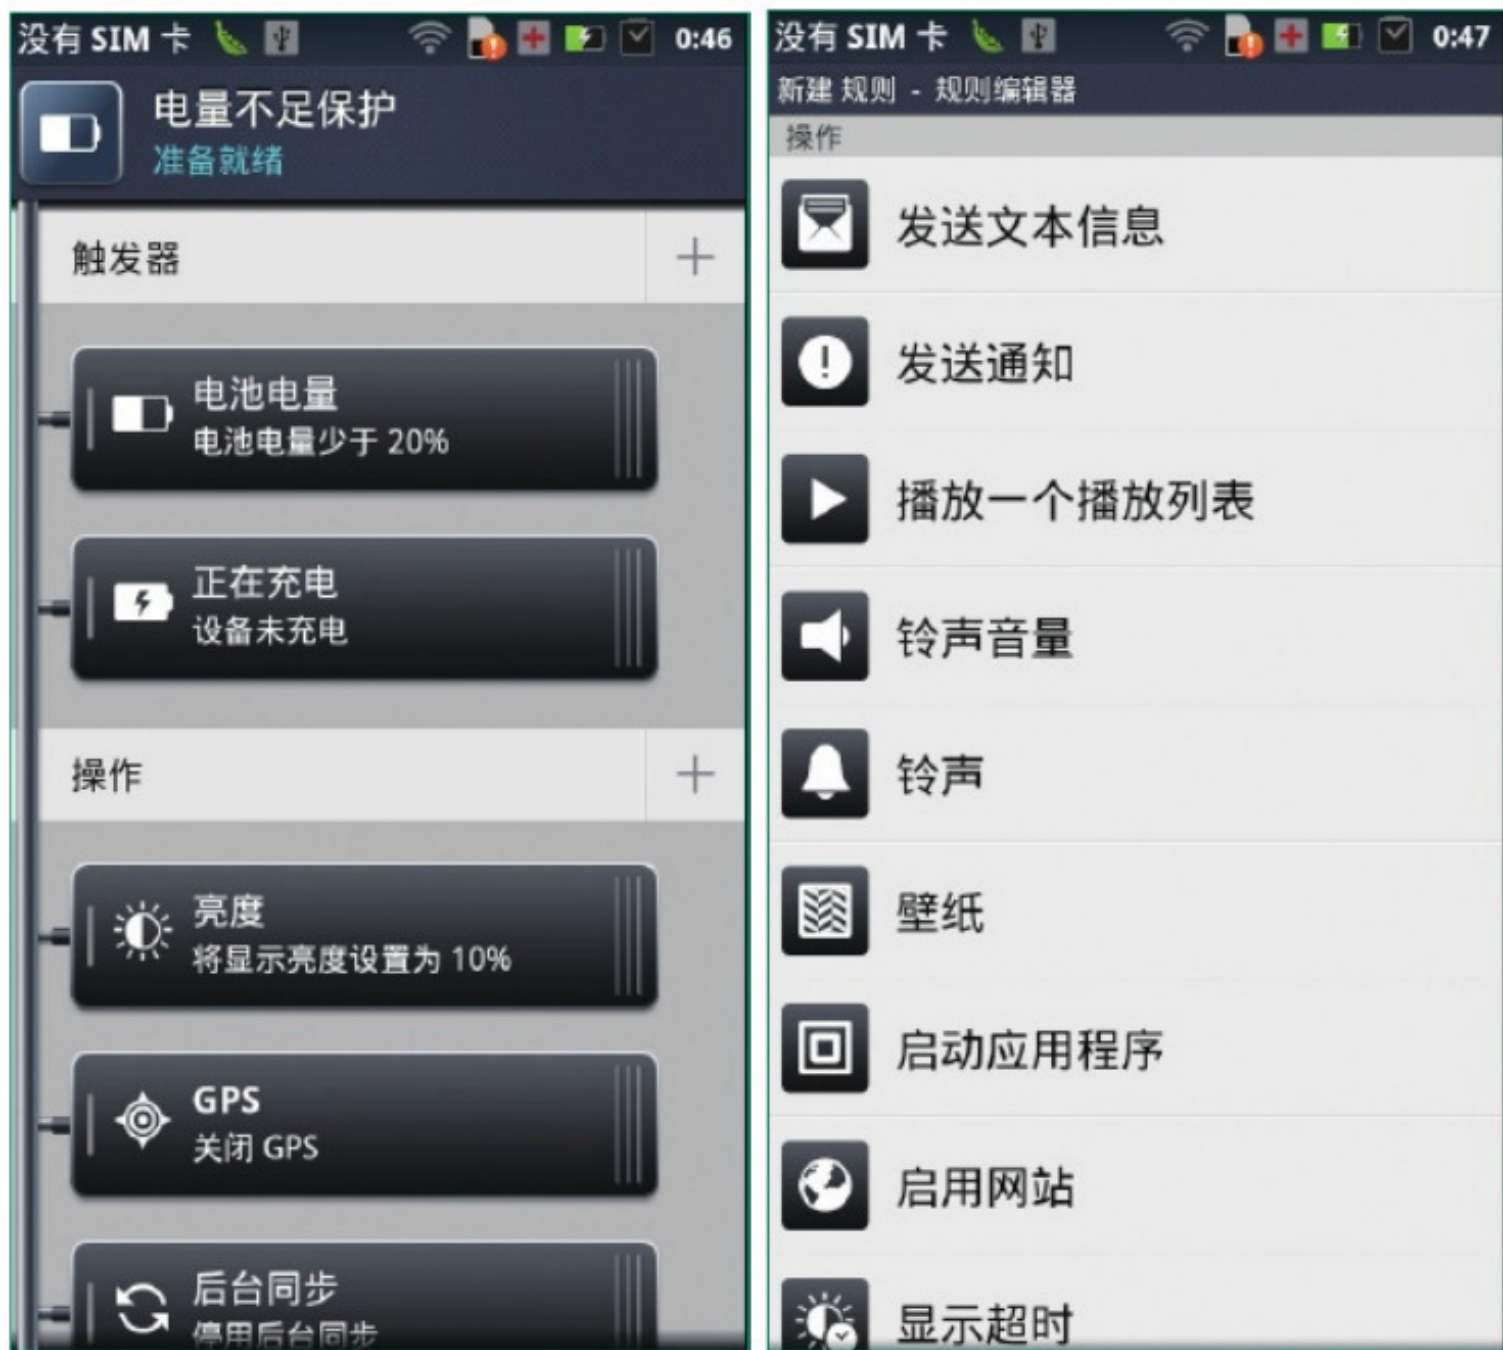 没有 SIM 卡
0:46
电量不足保护
准备就绪
触发器
电池电量
电池电量少于 20%
正在充电
设备未充电
操作
亮度
将显示亮度设置为 10%
GPS
关闭 GPS
后台同步
停用后台同步
没有 SIM 卡
0:47
新建 规则 - 规则编辑器
操作
发送文本信息
发送通知
播放一个播放列表
铃声音量
铃声
壁纸
启动应用程序
启用网站
显示超时